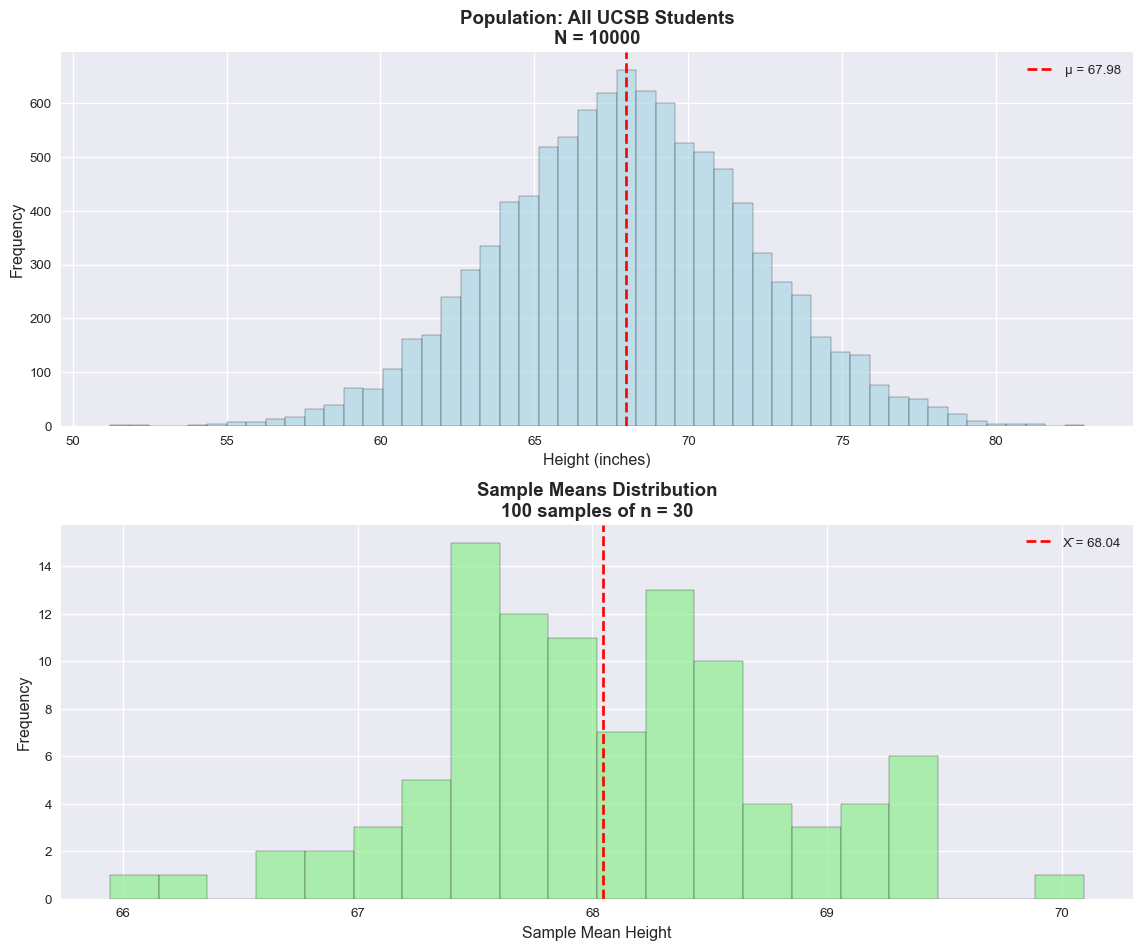 Population: All UCSB Students
N = 10000
μ = 67.98
600
500
400
300
200
100
0
Frequency
50 55 60 65 70 75 80
Height (inches)
Sample Means Distribution
100 samples of n = 30
X̄ = 68.04
14
12
10
8
6
4
2
0
Frequency
66 67 68 69 70
Sample Mean Height